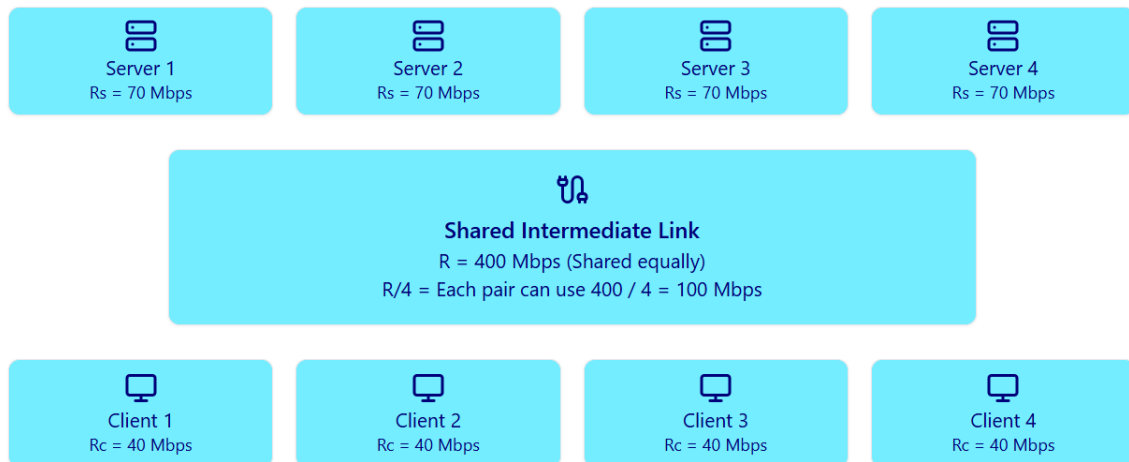 Server 1
Rs = 70 Mbps
Server 2
Rs = 70 Mbps
Server 3
Rs = 70 Mbps
Server 4
Rs = 70 Mbps
Shared Intermediate Link
R = 400 Mbps (Shared equally)
R/4 = Each pair can use 400 / 4 = 100 Mbps
Client 1
Rc = 40 Mbps
Client 2
Rc = 40 Mbps
Client 3
Rc = 40 Mbps
Client 4
Rc = 40 Mbps